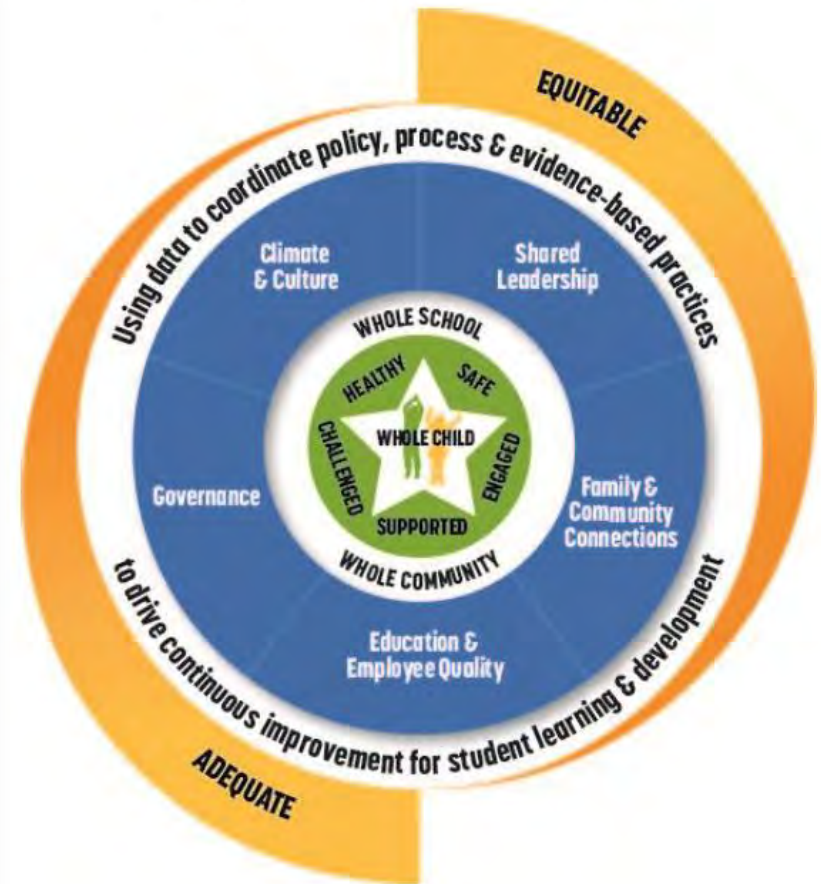 EQUITABLE
Using data to coordinate policy, process & evidence-based practices
Climate
& Culture
Shared
Leadership
WHOLE SCHOOL
HEALTHY
SAFE
WHOLE CHILD
CHALLENGED
ENGAGED
SUPPORTED
WHOLE COMMUNITY
Governance
Family &
Community
Connections
Education &
Employee Quality
to drive continuous improvement for student learning & development
ADEQUATE